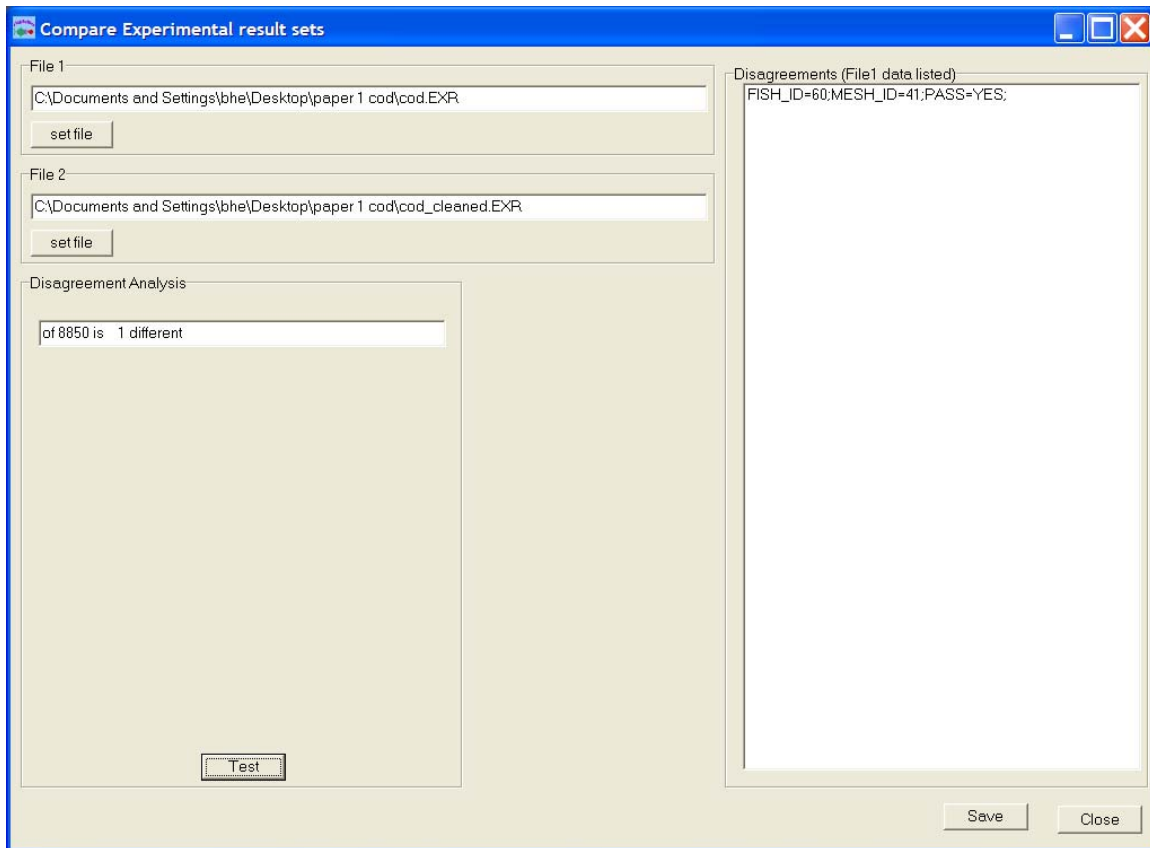 Compare Experimental result sets
File 1
C:\Documents and Settings\bhe\Desktop\paper 1 cod\cod.EXR
set file
File 2
C:\Documents and Settings\bhe\Desktop\paper 1 cod\cod_cleaned.EXR
set file
Disagreement Analysis
of 8850 is   1 different
Test
Disagreements (File1 data listed)
FISH_ID=60;MESH_ID=41;PASS=YES;
Save
Close